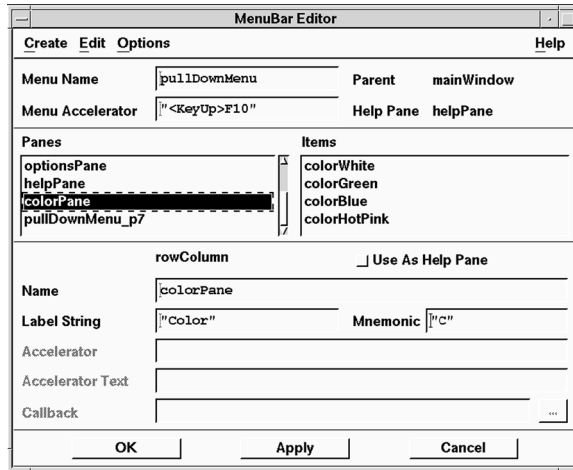 MenuBar Editor
Create Edit Options Help
Menu Name pullDownMenu Parent mainWindow
Menu Accelerator "<KeyUp>F10" Help Pane helpPane
Panes Items
optionsPane colorWhite
helpPane colorGreen
colorPane colorBlue
pullDownMenu_p7 colorHotPink
rowColumn Use As Help Pane
Name colorPane
Label String "Color" Mnemonic "C"
Accelerator
Accelerator Text
Callback ...
OK Apply Cancel